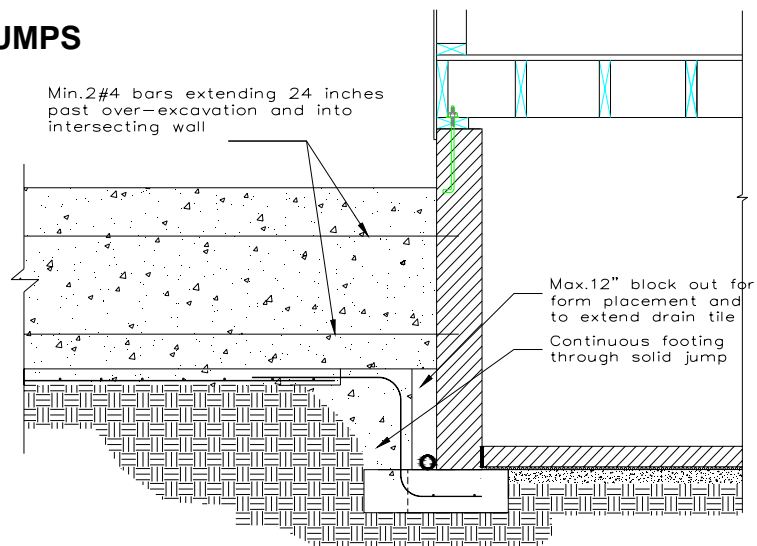 UMPS
Min.2#4 bars extending 24 inches
past over-excavation and into
intersecting wall
Max.12" block out for
form placement and
to extend drain tile
Continuous footing
through solid jump